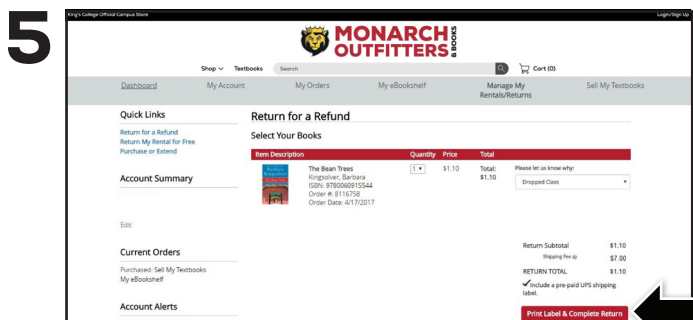 5
King's College Official Campus Store
Login/Sign Up
MONARCH
OUTFITTERS & BOOKS
Shop Textbooks Search Cart (0)
Dashboard My Account My Orders My eBookshelf Manage My Rentals/Returns Sell My Textbooks
Quick Links
Return for a Refund
Return My Rental for Free
Purchase or Extend
Account Summary
Edit
Current Orders
Purchased: Sell My Textbooks
My eBookshelf
Account Alerts
Return for a Refund
Select Your Books
Item Description Quantity Price Total
The Bean Trees
Kingsolver, Barbara
ISBN: 9780060915544
Order #: 8116758
Order Date: 4/17/2017
1
$1.10
Total:
$1.10
Please let us know why:
Dropped Class
Return Subtotal $1.10
Shipping Fee $7.00
RETURN TOTAL $1.10
Include a pre-paid UPS shipping
label.
Print Label & Complete Return